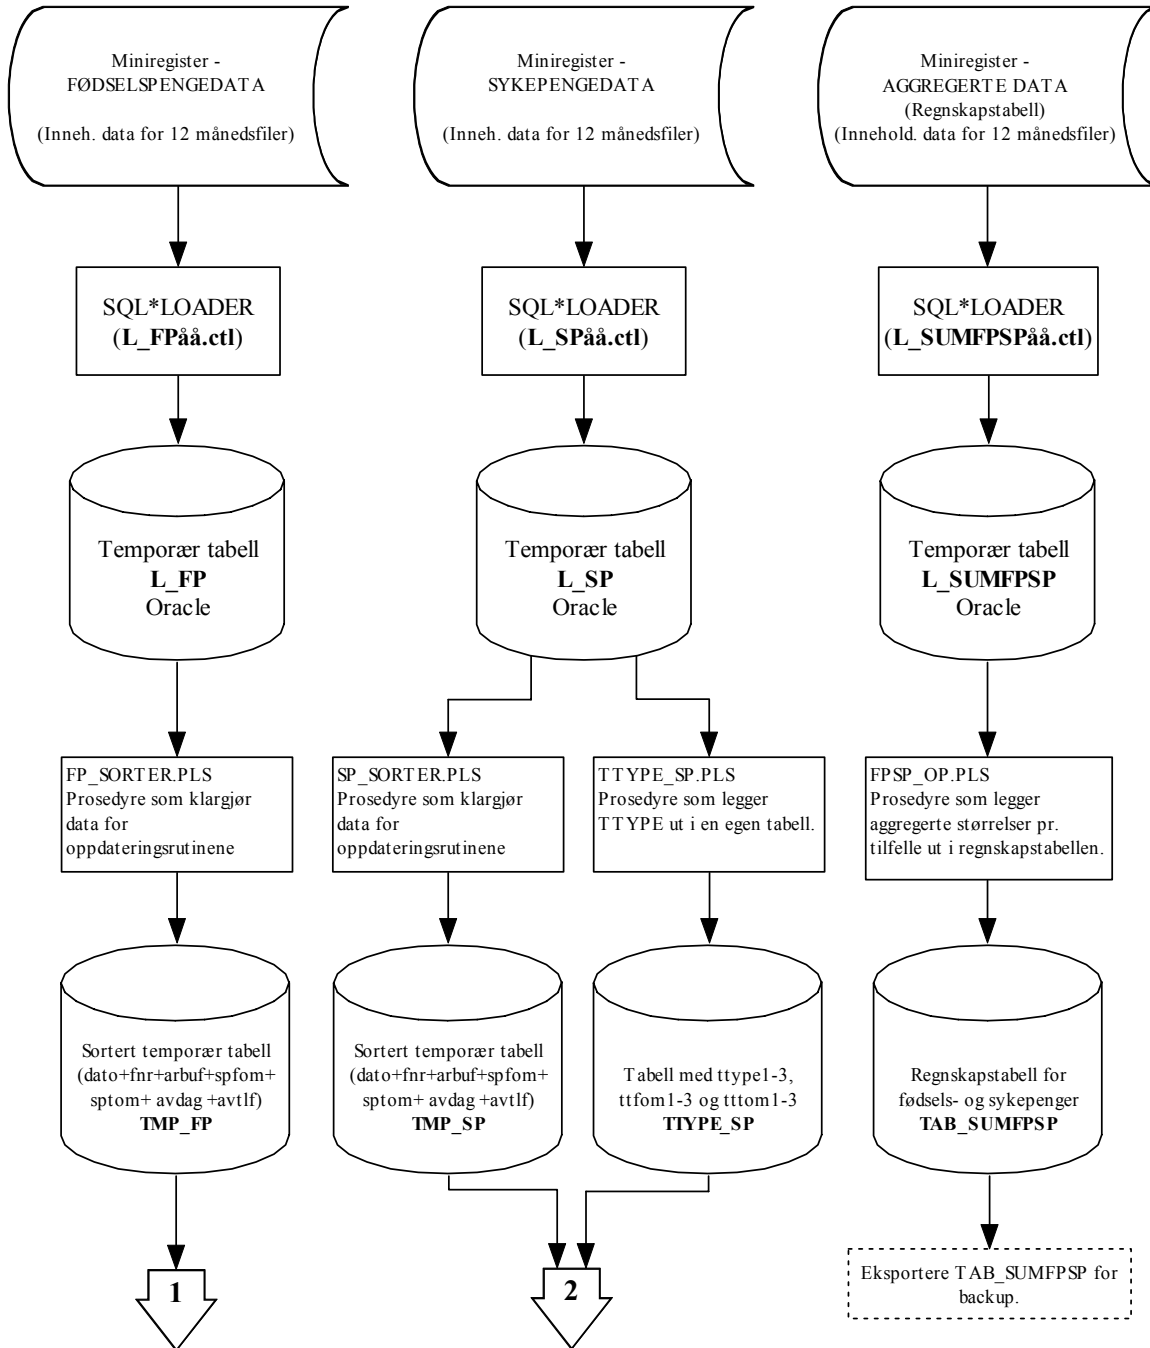 Miniregister -
FØDSELSPENGEDATA
(Inneh. data for 12 månedsfiler)
Miniregister -
SYKEPENGEDATA
(Inneh. data for 12 månedsfiler)
Miniregister -
AGGREGERTE DATA
(Regnskapstabell)
(Innehold. data for 12 månedsfiler)
SQL*LOADER
(L_FPåå.ctl)
SQL*LOADER
(L_SPåå.ctl)
SQL*LOADER
(L_SUMFPSPåå.ctl)
Temporær tabell
L_FP
Oracle
Temporær tabell
L_SP
Oracle
Temporær tabell
L_SUMFPSP
Oracle
FP_SORTER.PLS
Prosedyre som klargjør
data for
oppdateringsrutinene
SP_SORTER.PLS
Prosedyre som klargjør
data for
oppdateringsrutinene
TTYPE_SP.PLS
Prosedyre som legger
TTYPE ut i en egen tabell.
FPSP_OP.PLS
Prosedyre som legger
aggregerte størrelser pr.
tilfelle ut i regnskapstabellen.
Sortert temporær tabell
(dato+fnr+arbuf+spfom+
sptom+ avdag +avtlf)
TMP_FP
Sortert temporær tabell
(dato+fnr+arbuf+spfom+
sptom+ avdag +avtlf)
TMP_SP
Tabell med ttype1-3,
ttfom1-3 og tttom1-3
TTYPE_SP
Regnskapstabell for
fødsels- og sykepenger
TAB_SUMFPSP
1
2
Eksportere TAB_SUMFPSP for
backup.